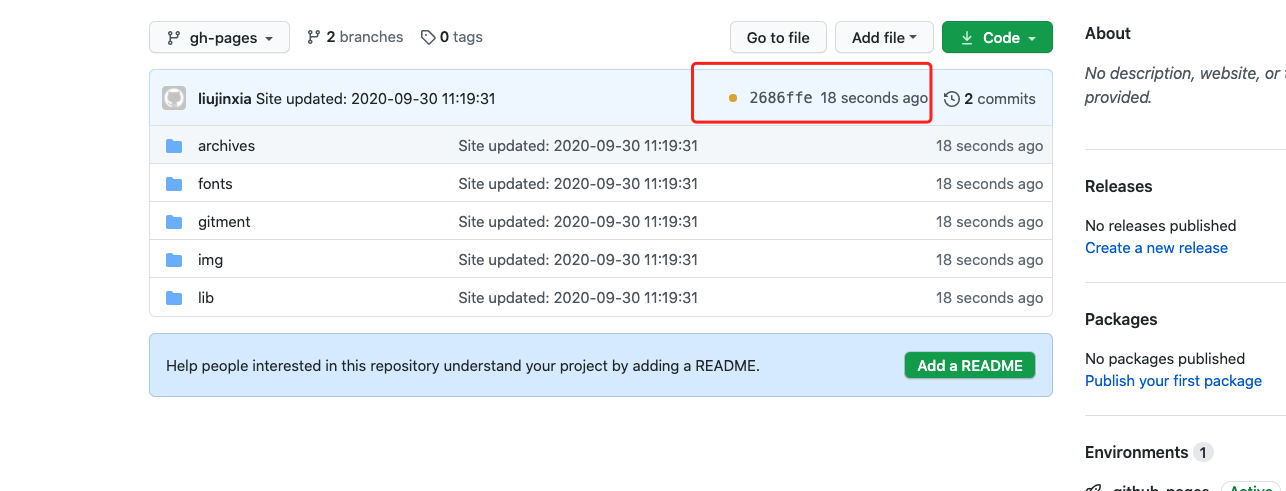 gh-pages 2 branches 0 tags Go to file Add file Code
liujinxia Site updated: 2020-09-30 11:19:31 2686ffe 18 seconds ago 2 commits
archives Site updated: 2020-09-30 11:19:31 18 seconds ago
fonts Site updated: 2020-09-30 11:19:31 18 seconds ago
gitment Site updated: 2020-09-30 11:19:31 18 seconds ago
img Site updated: 2020-09-30 11:19:31 18 seconds ago
lib Site updated: 2020-09-30 11:19:31 18 seconds ago
Help people interested in this repository understand your project by adding a README. Add a README
About
No description, website, or
provided.
Releases
No releases published
Create a new release
Packages
No packages published
Publish your first package
Environments 1
github-pages Active